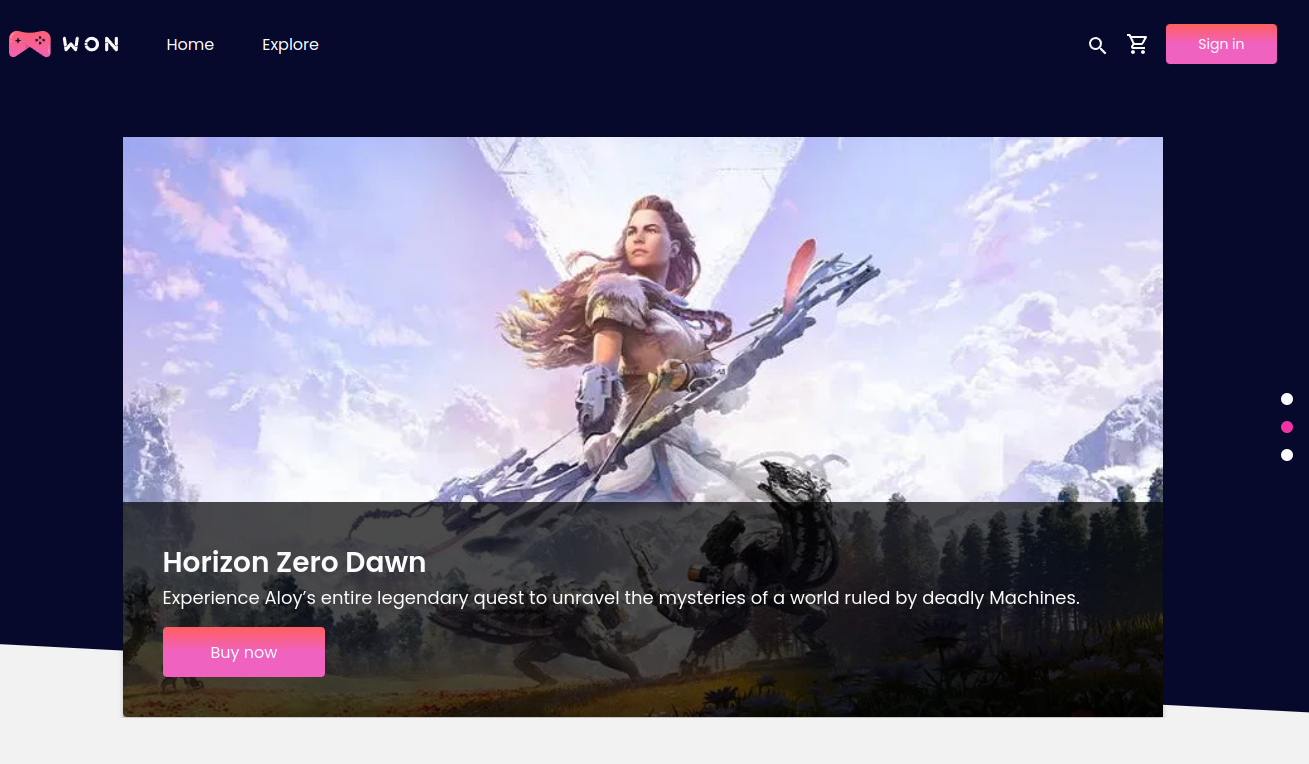 WON
Home
Explore
Sign in
Horizon Zero Dawn
Experience Aloy’s entire legendary quest to unravel the mysteries of a world ruled by deadly Machines.
Buy now